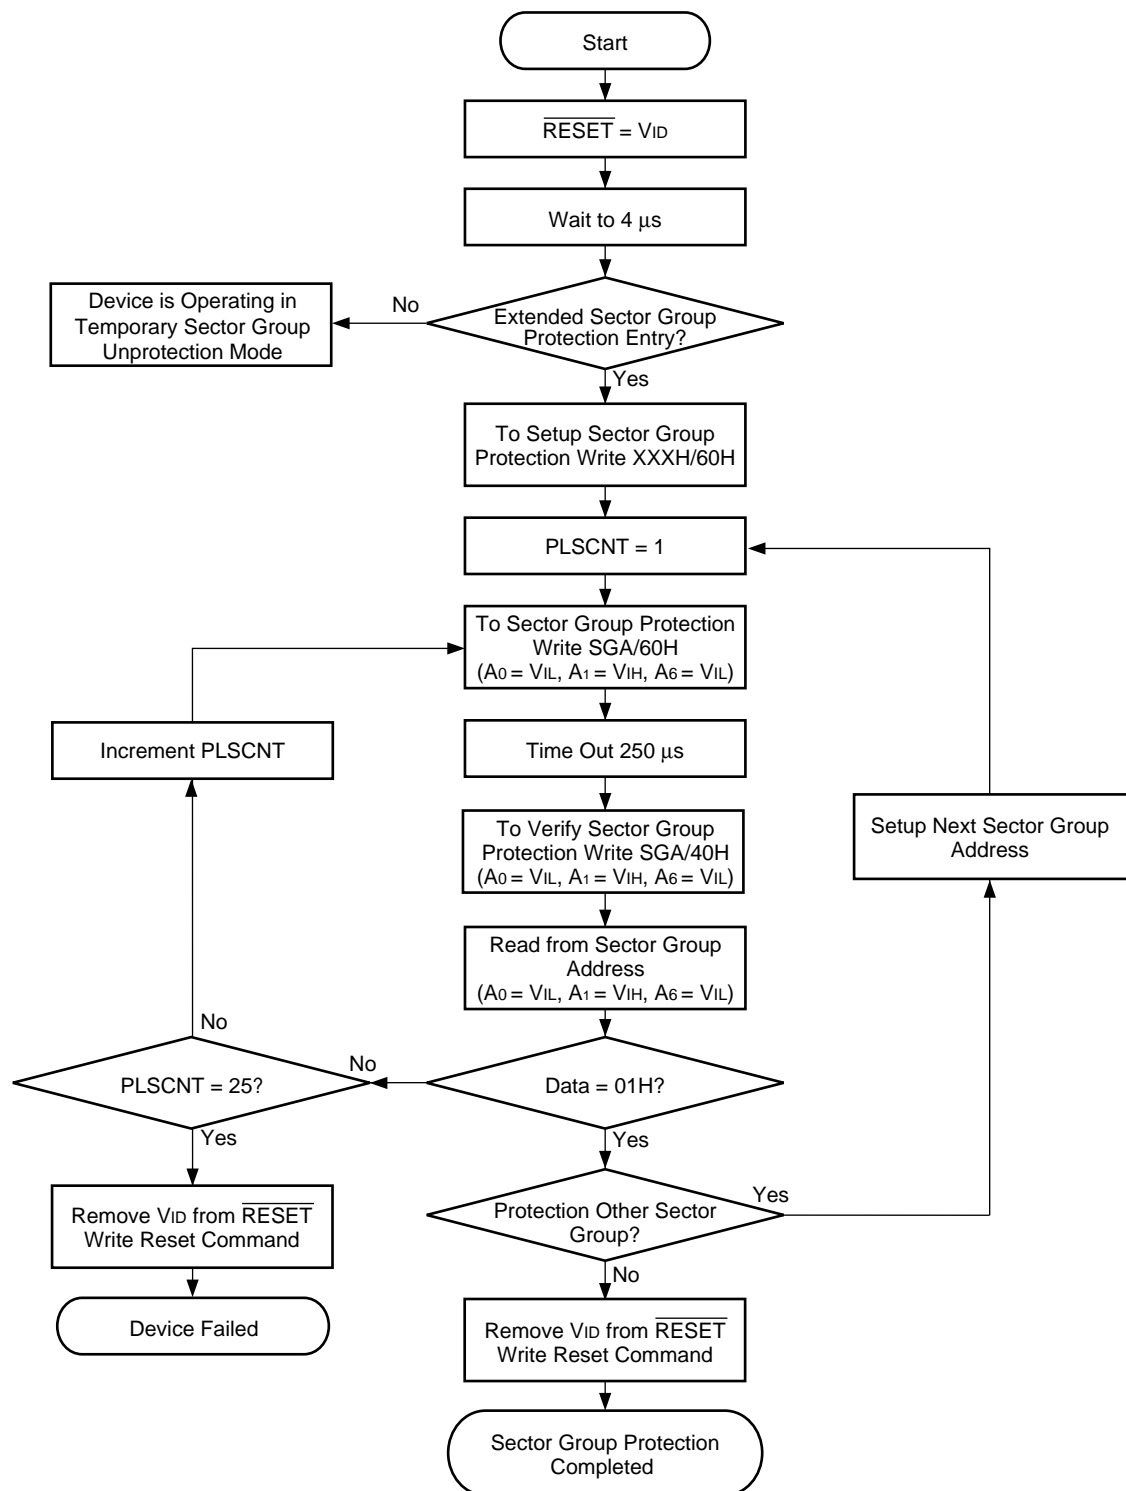 Start
RESET = VID
Wait to 4 μs
Device is Operating in
Temporary Sector Group
Unprotection Mode
No
Extended Sector Group
Protection Entry?
Yes
To Setup Sector Group
Protection Write XXXH/60H
PLSCNT = 1
To Sector Group Protection
Write SGA/60H
(A0 = VIL, A1 = VIH, A6 = VIL)
Increment PLSCNT
Time Out 250 μs
To Verify Sector Group
Protection Write SGA/40H
(A0 = VIL, A1 = VIH, A6 = VIL)
Setup Next Sector Group
Address
Read from Sector Group
Address
(A0 = VIL, A1 = VIH, A6 = VIL)
No
No
PLSCNT = 25?
Data = 01H?
Yes
Yes
Yes
Protection Other Sector
Group?
Remove VID from RESET
Write Reset Command
No
Device Failed
Remove VID from RESET
Write Reset Command
Sector Group Protection
Completed